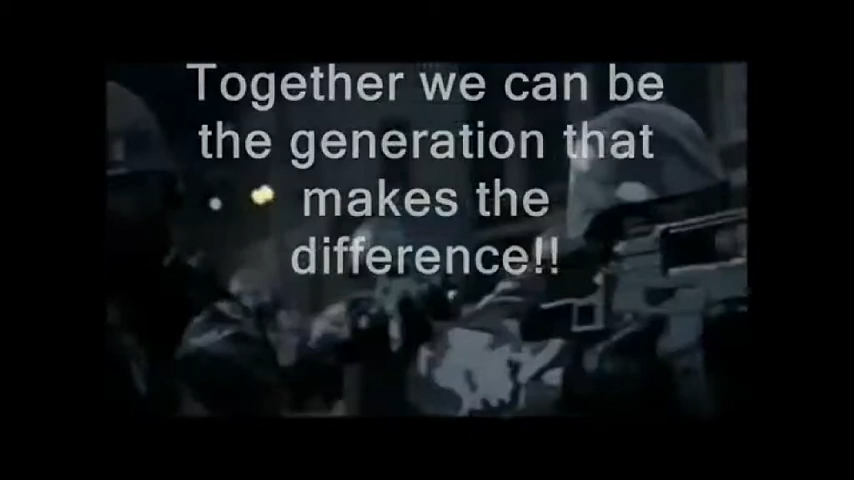 Together we can be
the generation that
makes the
difference!!